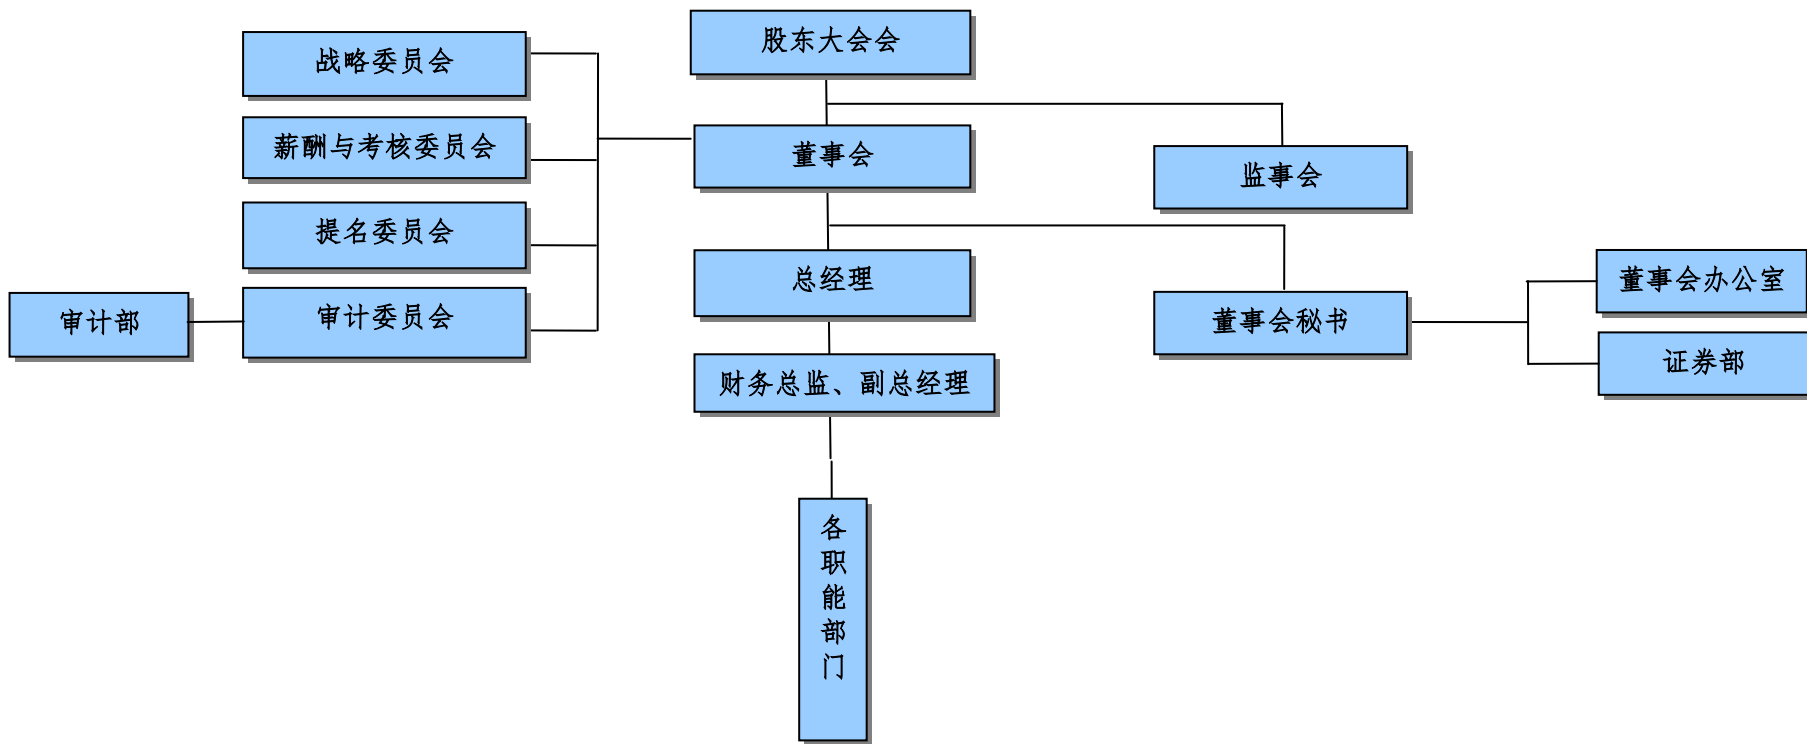 股东大会会
战略委员会
薪酬与考核委员会
董事会
监事会
提名委员会
总经理
董事会办公室
审计部
审计委员会
董事会秘书
证券部
财务总监、副总经理
各
职
能
部
门